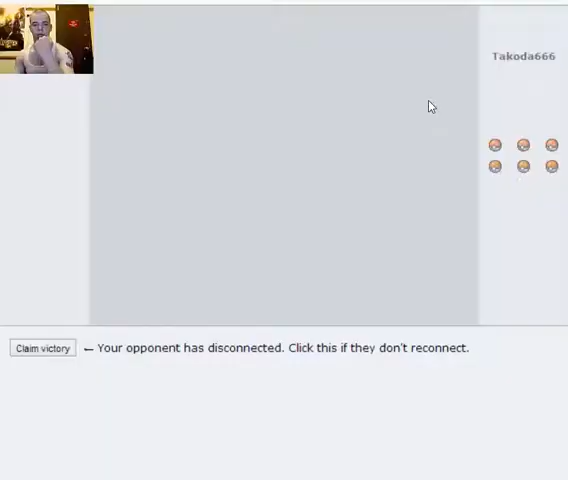 Takoda666
Claim victory ← Your opponent has disconnected. Click this if they don't reconnect.